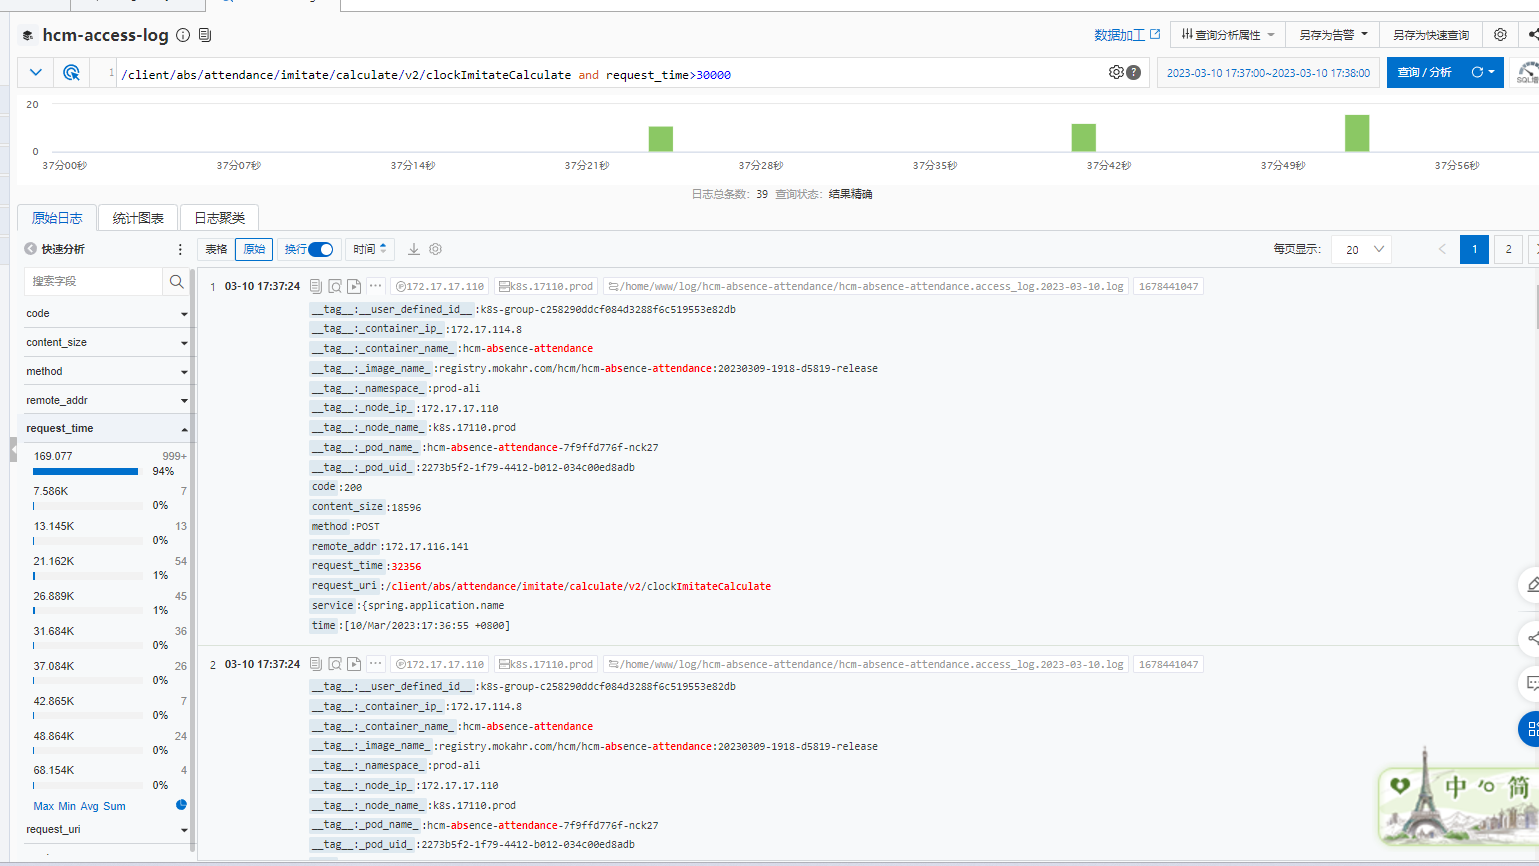 hcm-access-log
数据加工
查询分析属性
另存为告警
另存为快速查询
1
/client/abs/attendance/imitate/calculate/v2/clockImitateCalculate and request_time>30000
2023-03-10 17:37:00~2023-03-10 17:38:00
查询 / 分析
20
0
37分00秒
37分07秒
37分14秒
37分21秒
37分28秒
37分35秒
37分42秒
37分49秒
37分56秒
日志总条数: 39 查询状态: 结果精确
原始日志
统计图表
日志聚类
快速分析
表格
原始
换行
时间
每页显示: 20
1
2
搜索字段
code
content_size
method
remote_addr
request_time
169.077 999+
94%
7.586K 7
0%
13.145K 13
0%
21.162K 54
1%
26.889K 45
1%
31.684K 36
0%
37.084K 26
0%
42.865K 7
0%
48.864K 24
0%
68.154K 4
0%
Max Min Avg Sum
request_uri
1 03-10 17:37:24 172.17.17.110 k8s.17110.prod /home/www/log/hcm-absence-attendance/hcm-absence-attendance.access_log.2023-03-10.log 1678441047
__tag__:__user_defined_id__:k8s-group-c258290ddcf084d3288f6c519553e82db
__tag__:_container_ip_:172.17.114.8
__tag__:_container_name_:hcm-absence-attendance
__tag__:_image_name_:registry.mokahr.com/hcm/hcm-absence-attendance:20230309-1918-d5819-release
__tag__:_namespace_:prod-ali
__tag__:_node_ip_:172.17.17.110
__tag__:_node_name_:k8s.17110.prod
__tag__:_pod_name_:hcm-absence-attendance-7f9ffd776f-nck27
__tag__:_pod_uid_:2273b5f2-1f79-4412-b012-034c00ed8adb
code:200
content_size:18596
method:POST
remote_addr:172.17.116.141
request_time:32356
request_uri:/client/abs/attendance/imitate/calculate/v2/clockImitateCalculate
service:{spring.application.name
time:[10/Mar/2023:17:36:55 +0800]
2 03-10 17:37:24 172.17.17.110 k8s.17110.prod /home/www/log/hcm-absence-attendance/hcm-absence-attendance.access_log.2023-03-10.log 1678441047
__tag__:__user_defined_id__:k8s-group-c258290ddcf084d3288f6c519553e82db
__tag__:_container_ip_:172.17.114.8
__tag__:_container_name_:hcm-absence-attendance
__tag__:_image_name_:registry.mokahr.com/hcm/hcm-absence-attendance:20230309-1918-d5819-release
__tag__:_namespace_:prod-ali
__tag__:_node_ip_:172.17.17.110
__tag__:_node_name_:k8s.17110.prod
__tag__:_pod_name_:hcm-absence-attendance-7f9ffd776f-nck27
__tag__:_pod_uid_:2273b5f2-1f79-4412-b012-034c00ed8adb
中 简